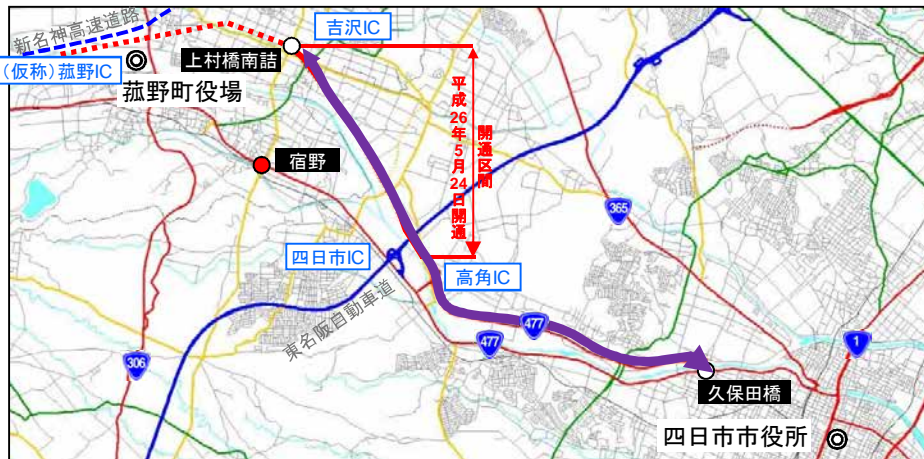 新名神高速道路
吉沢IC
上村橋南詰
(仮称)菰野IC
菰野町役場
平成26年5月24日開通
開通区間
宿野
365
四日市IC
高角IC
東名阪自動車道
477
477
306
1
久保田橋
四日市市役所